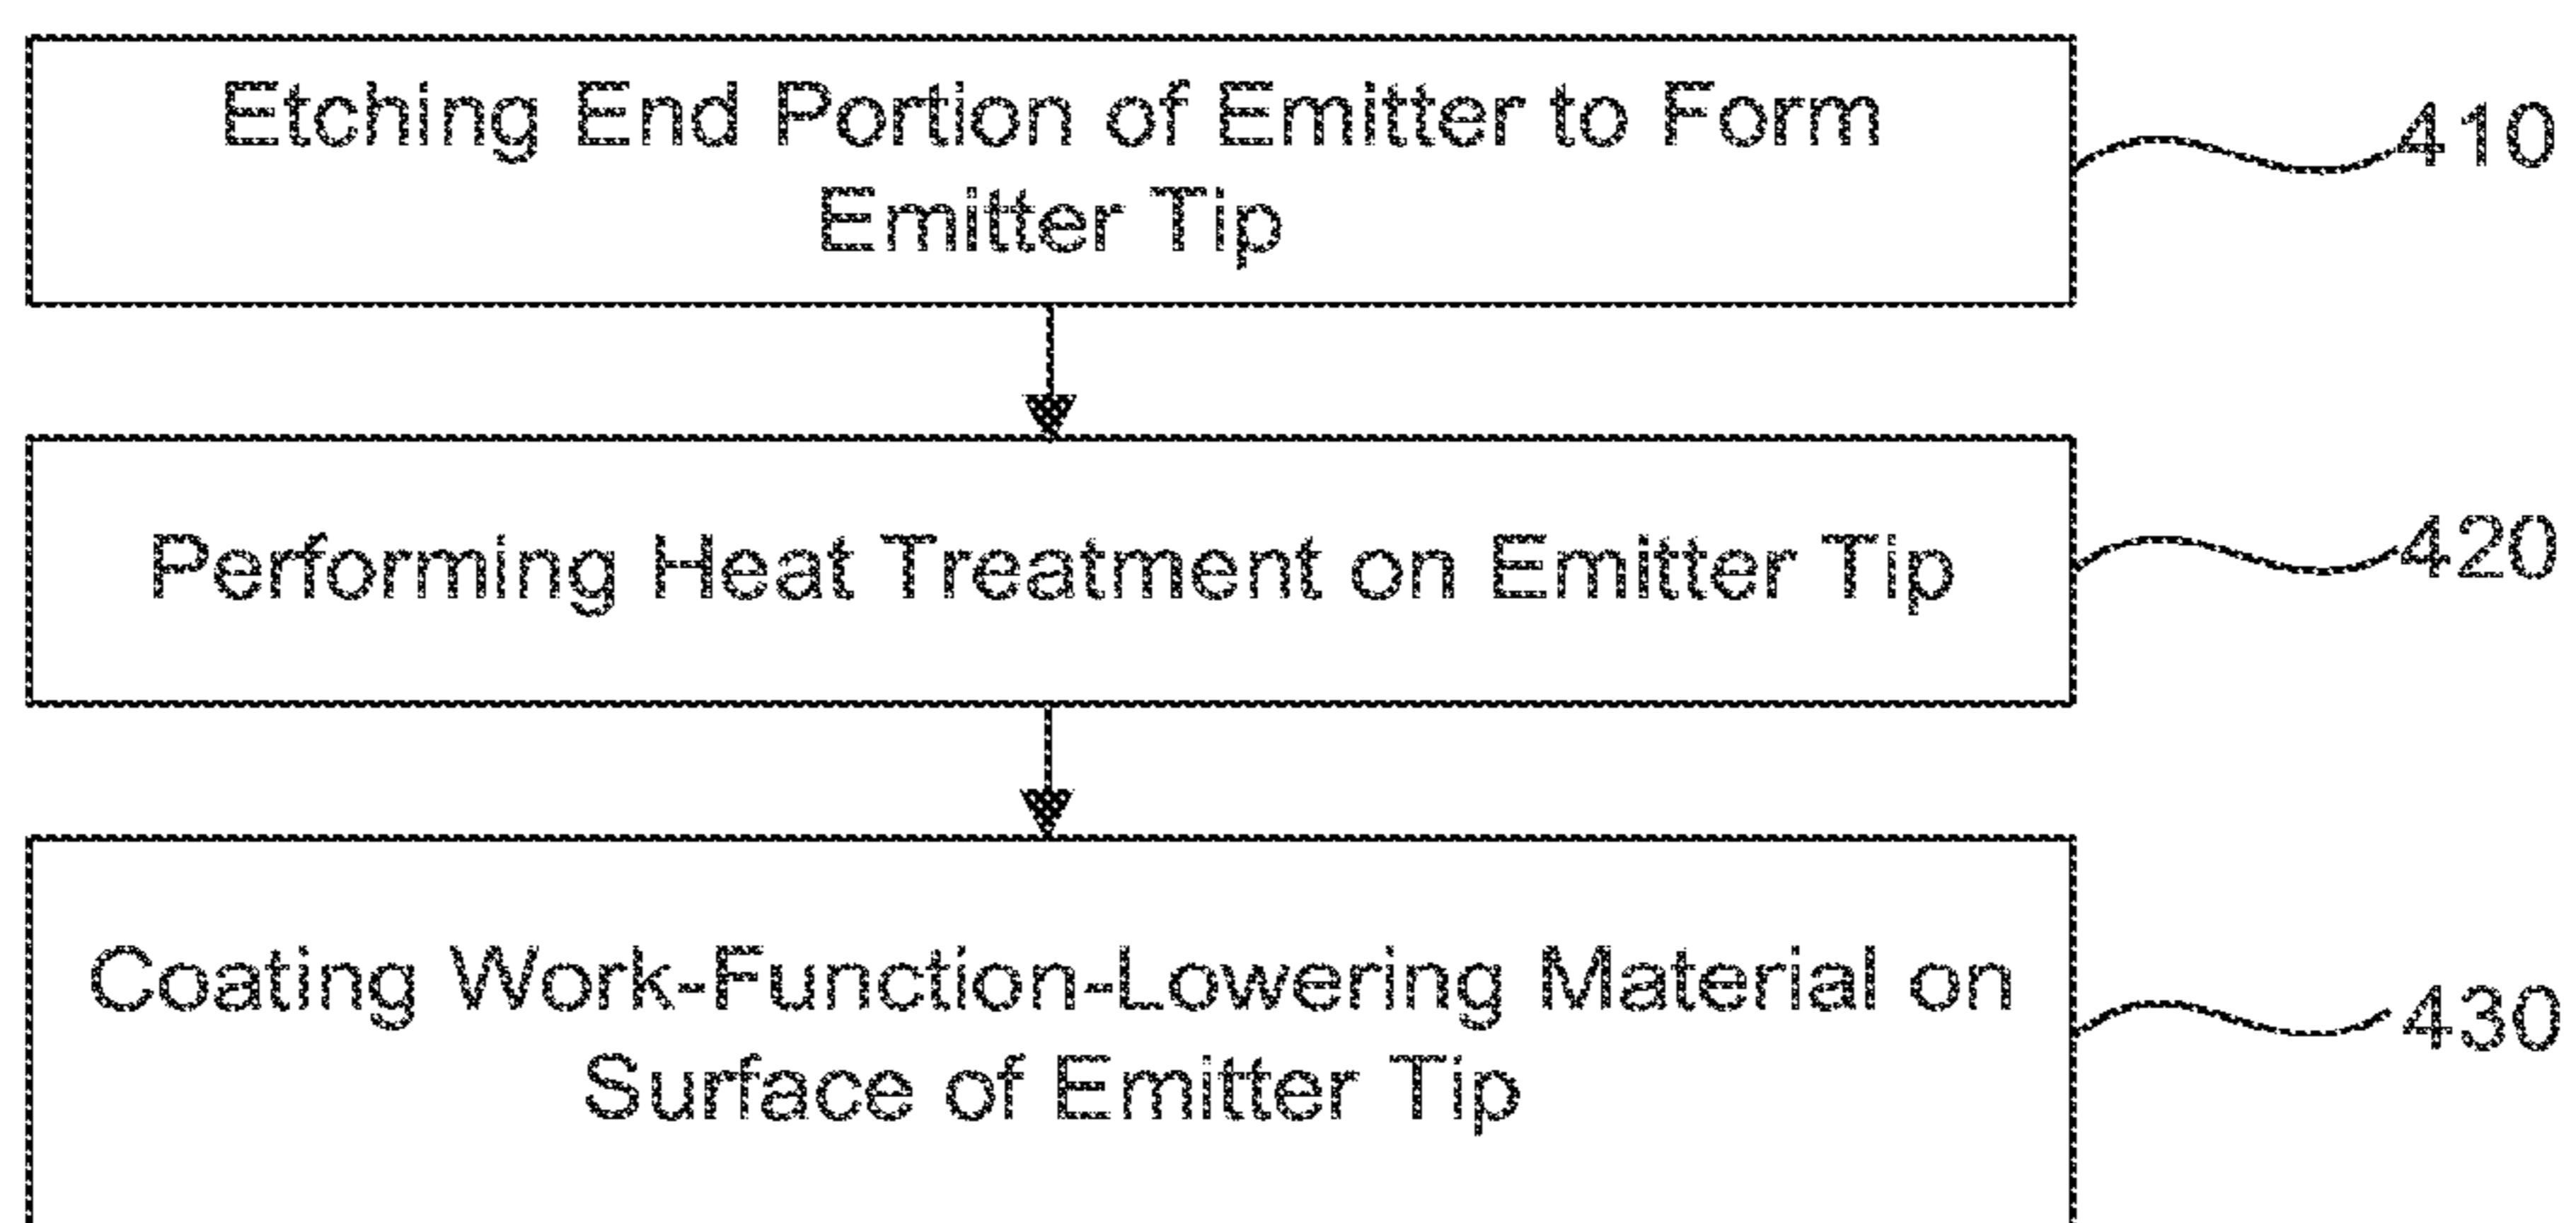 Etching End Portion of Emitter to Form
Emitter Tip
410
Performing Heat Treatment on Emitter Tip
420
Coating Work-Function-Lowering Material on
Surface of Emitter Tip
430